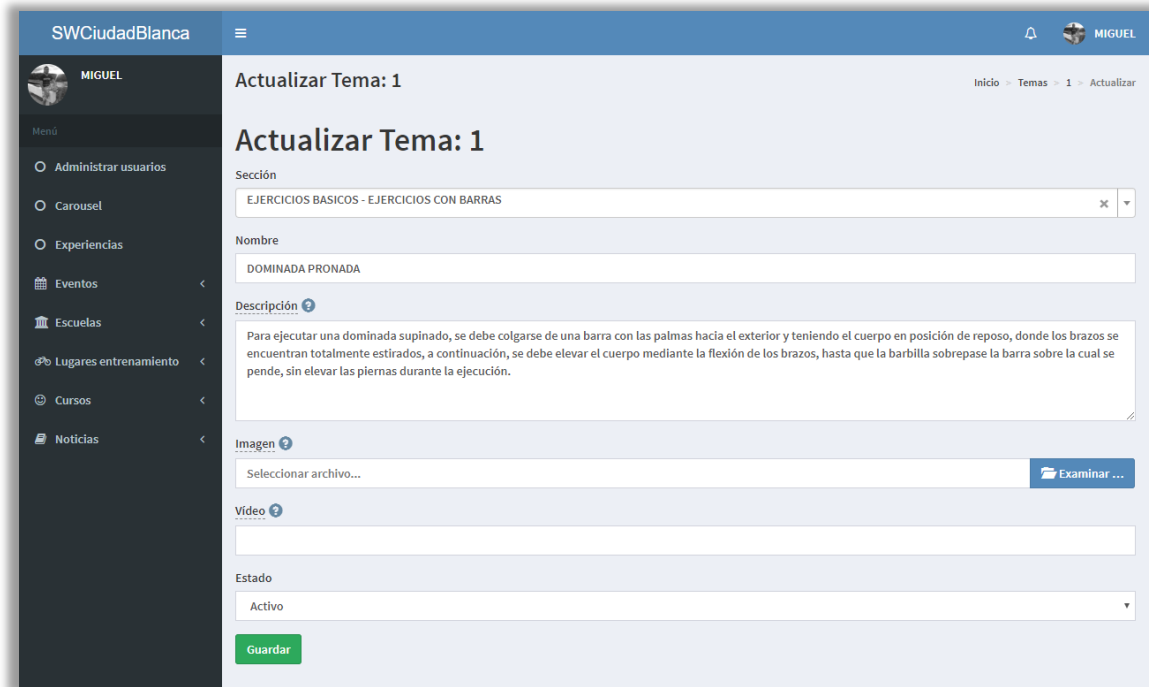 SWCiudadBlanca
MIGUEL
MIGUEL
Menú
Administrar usuarios
Carousel
Experiencias
Eventos
Escuelas
Lugares entrenamiento
Cursos
Noticias
Actualizar Tema: 1
Inicio > Temas > 1 > Actualizar
Actualizar Tema: 1
Sección
EJERCICIOS BASICOS - EJERCICIOS CON BARRAS
Nombre
DOMINADA PRONADA
Descripción
Para ejecutar una dominada supinado, se debe colgarse de una barra con las palmas hacia el exterior y teniendo el cuerpo en posición de reposo, donde los brazos se
encuentran totalmente estirados, a continuación, se debe elevar el cuerpo mediante la flexión de los brazos, hasta que la barbilla sobrepase la barra sobre la cual se
pende, sin elevar las piernas durante la ejecución.
Imagen
Seleccionar archivo...
Examinar ...
Vídeo
Estado
Activo
Guardar